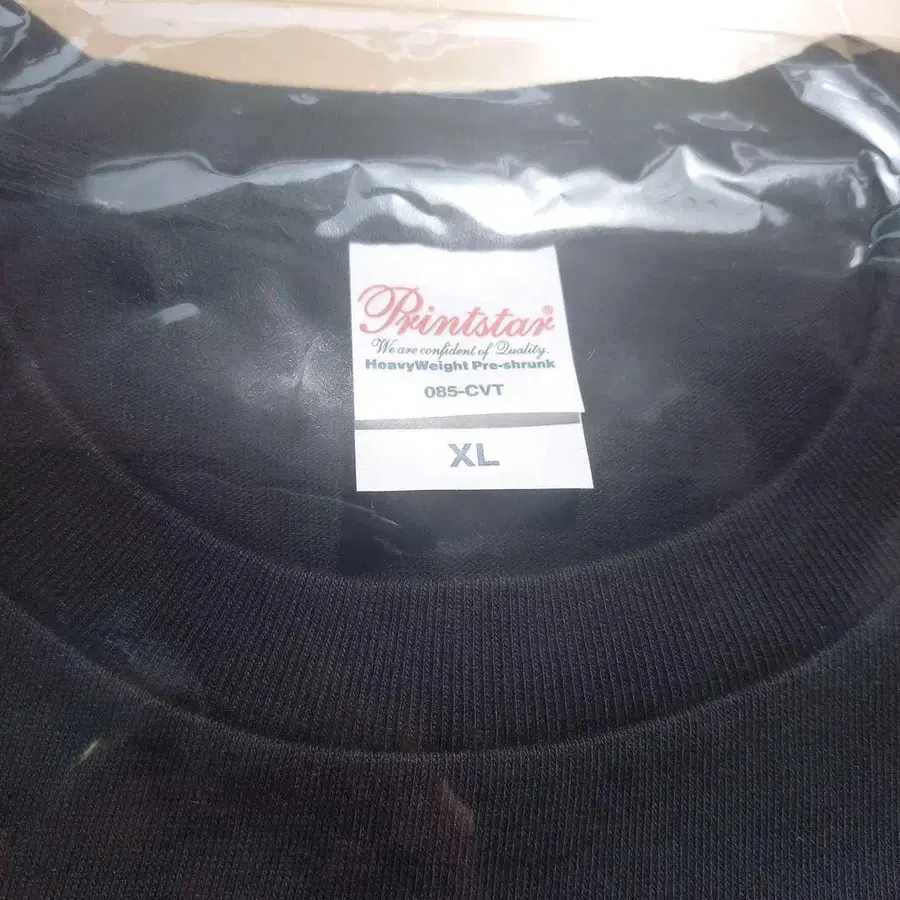 Printstar®
We are confident of Quality.
HeavyWeight Pre-shrunk
085-CVT
XL